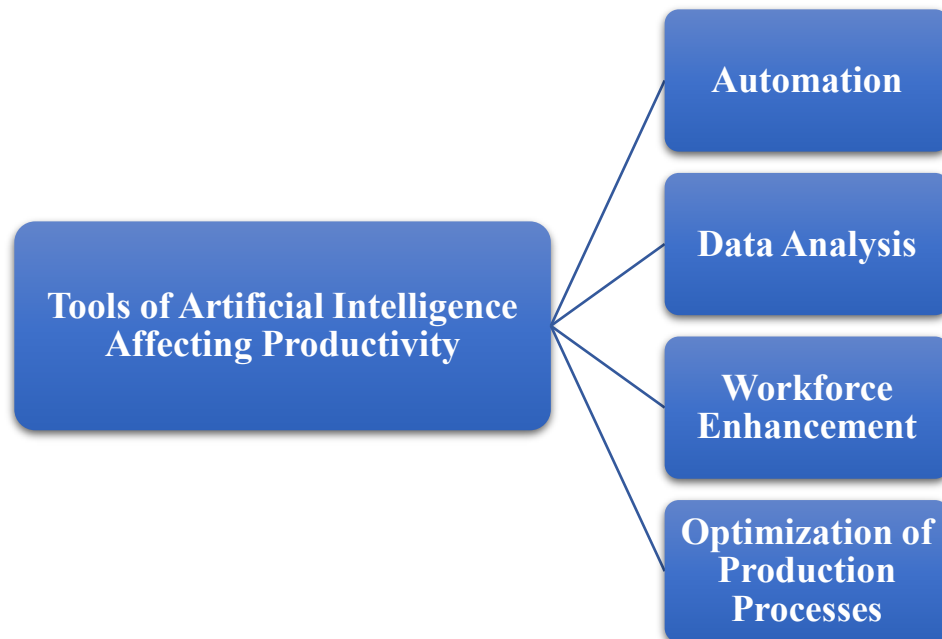 Tools of Artificial Intelligence
Affecting Productivity
Automation
Data Analysis
Workforce
Enhancement
Optimization of
Production
Processes